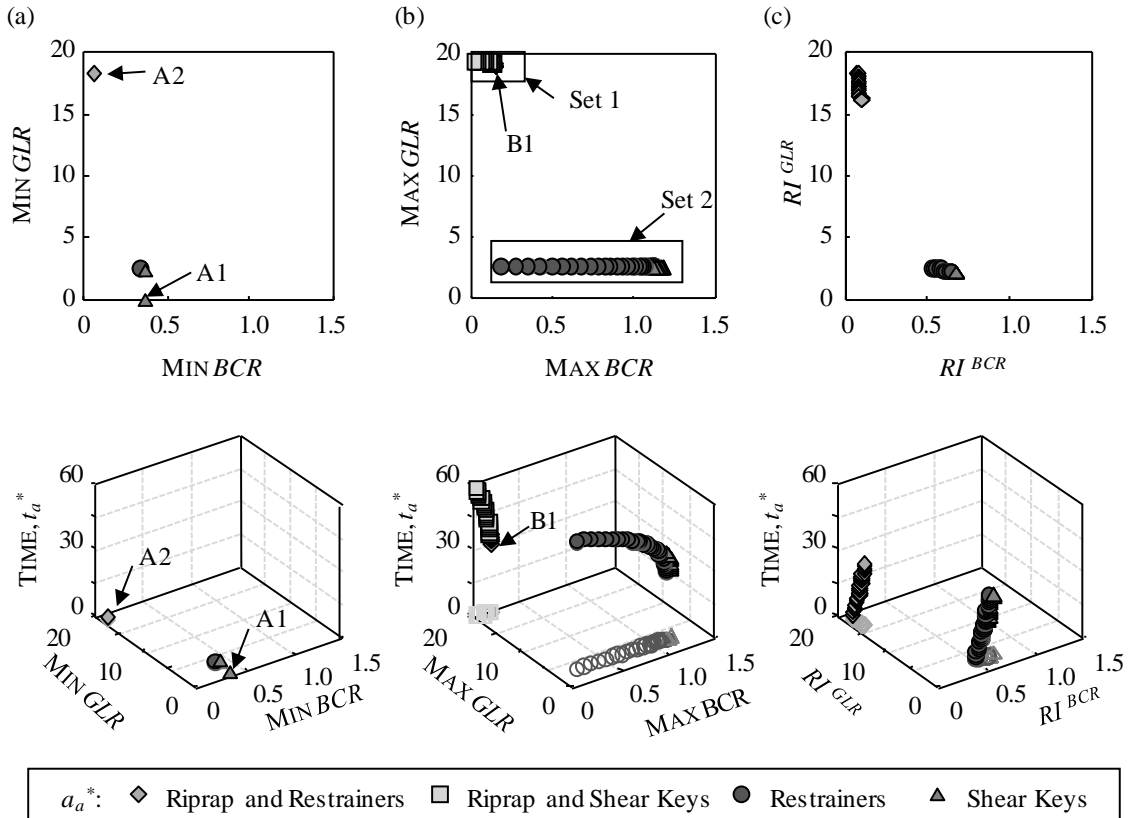 (a)
20
15
10
5
0
MIN GLR
A2
A1
0
0.5
1.0
1.5
MIN BCR
(b)
20
15
10
5
0
MAX GLR
Set 1
B1
Set 2
0
0.5
1.0
1.5
MAX BCR
(c)
20
15
10
5
0
RI GLR
0
0.5
1.0
1.5
RI BCR
60
30
0
TIME, ta*
A2
A1
20
10
0
MIN GLR
0
0.5
1.0
1.5
MIN BCR
60
30
0
TIME, ta*
B1
20
10
0
MAX GLR
0
0.5
1.0
1.5
MAX BCR
60
30
0
TIME, ta*
20
10
0
RI GLR
0
0.5
1.0
1.5
RI BCR
aa*: Riprap and Restrainers Riprap and Shear Keys Restrainers Shear Keys